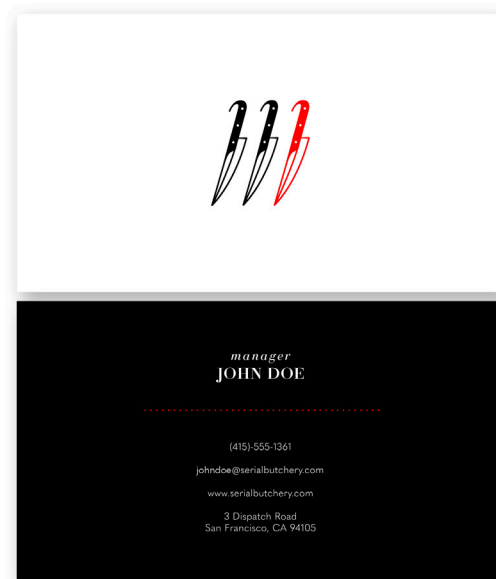 manager
JOHN DOE
(415)-555-1361
johndoe@serialbutchery.com
www.serialbutchery.com
3 Dispatch Road
San Francisco, CA 94105